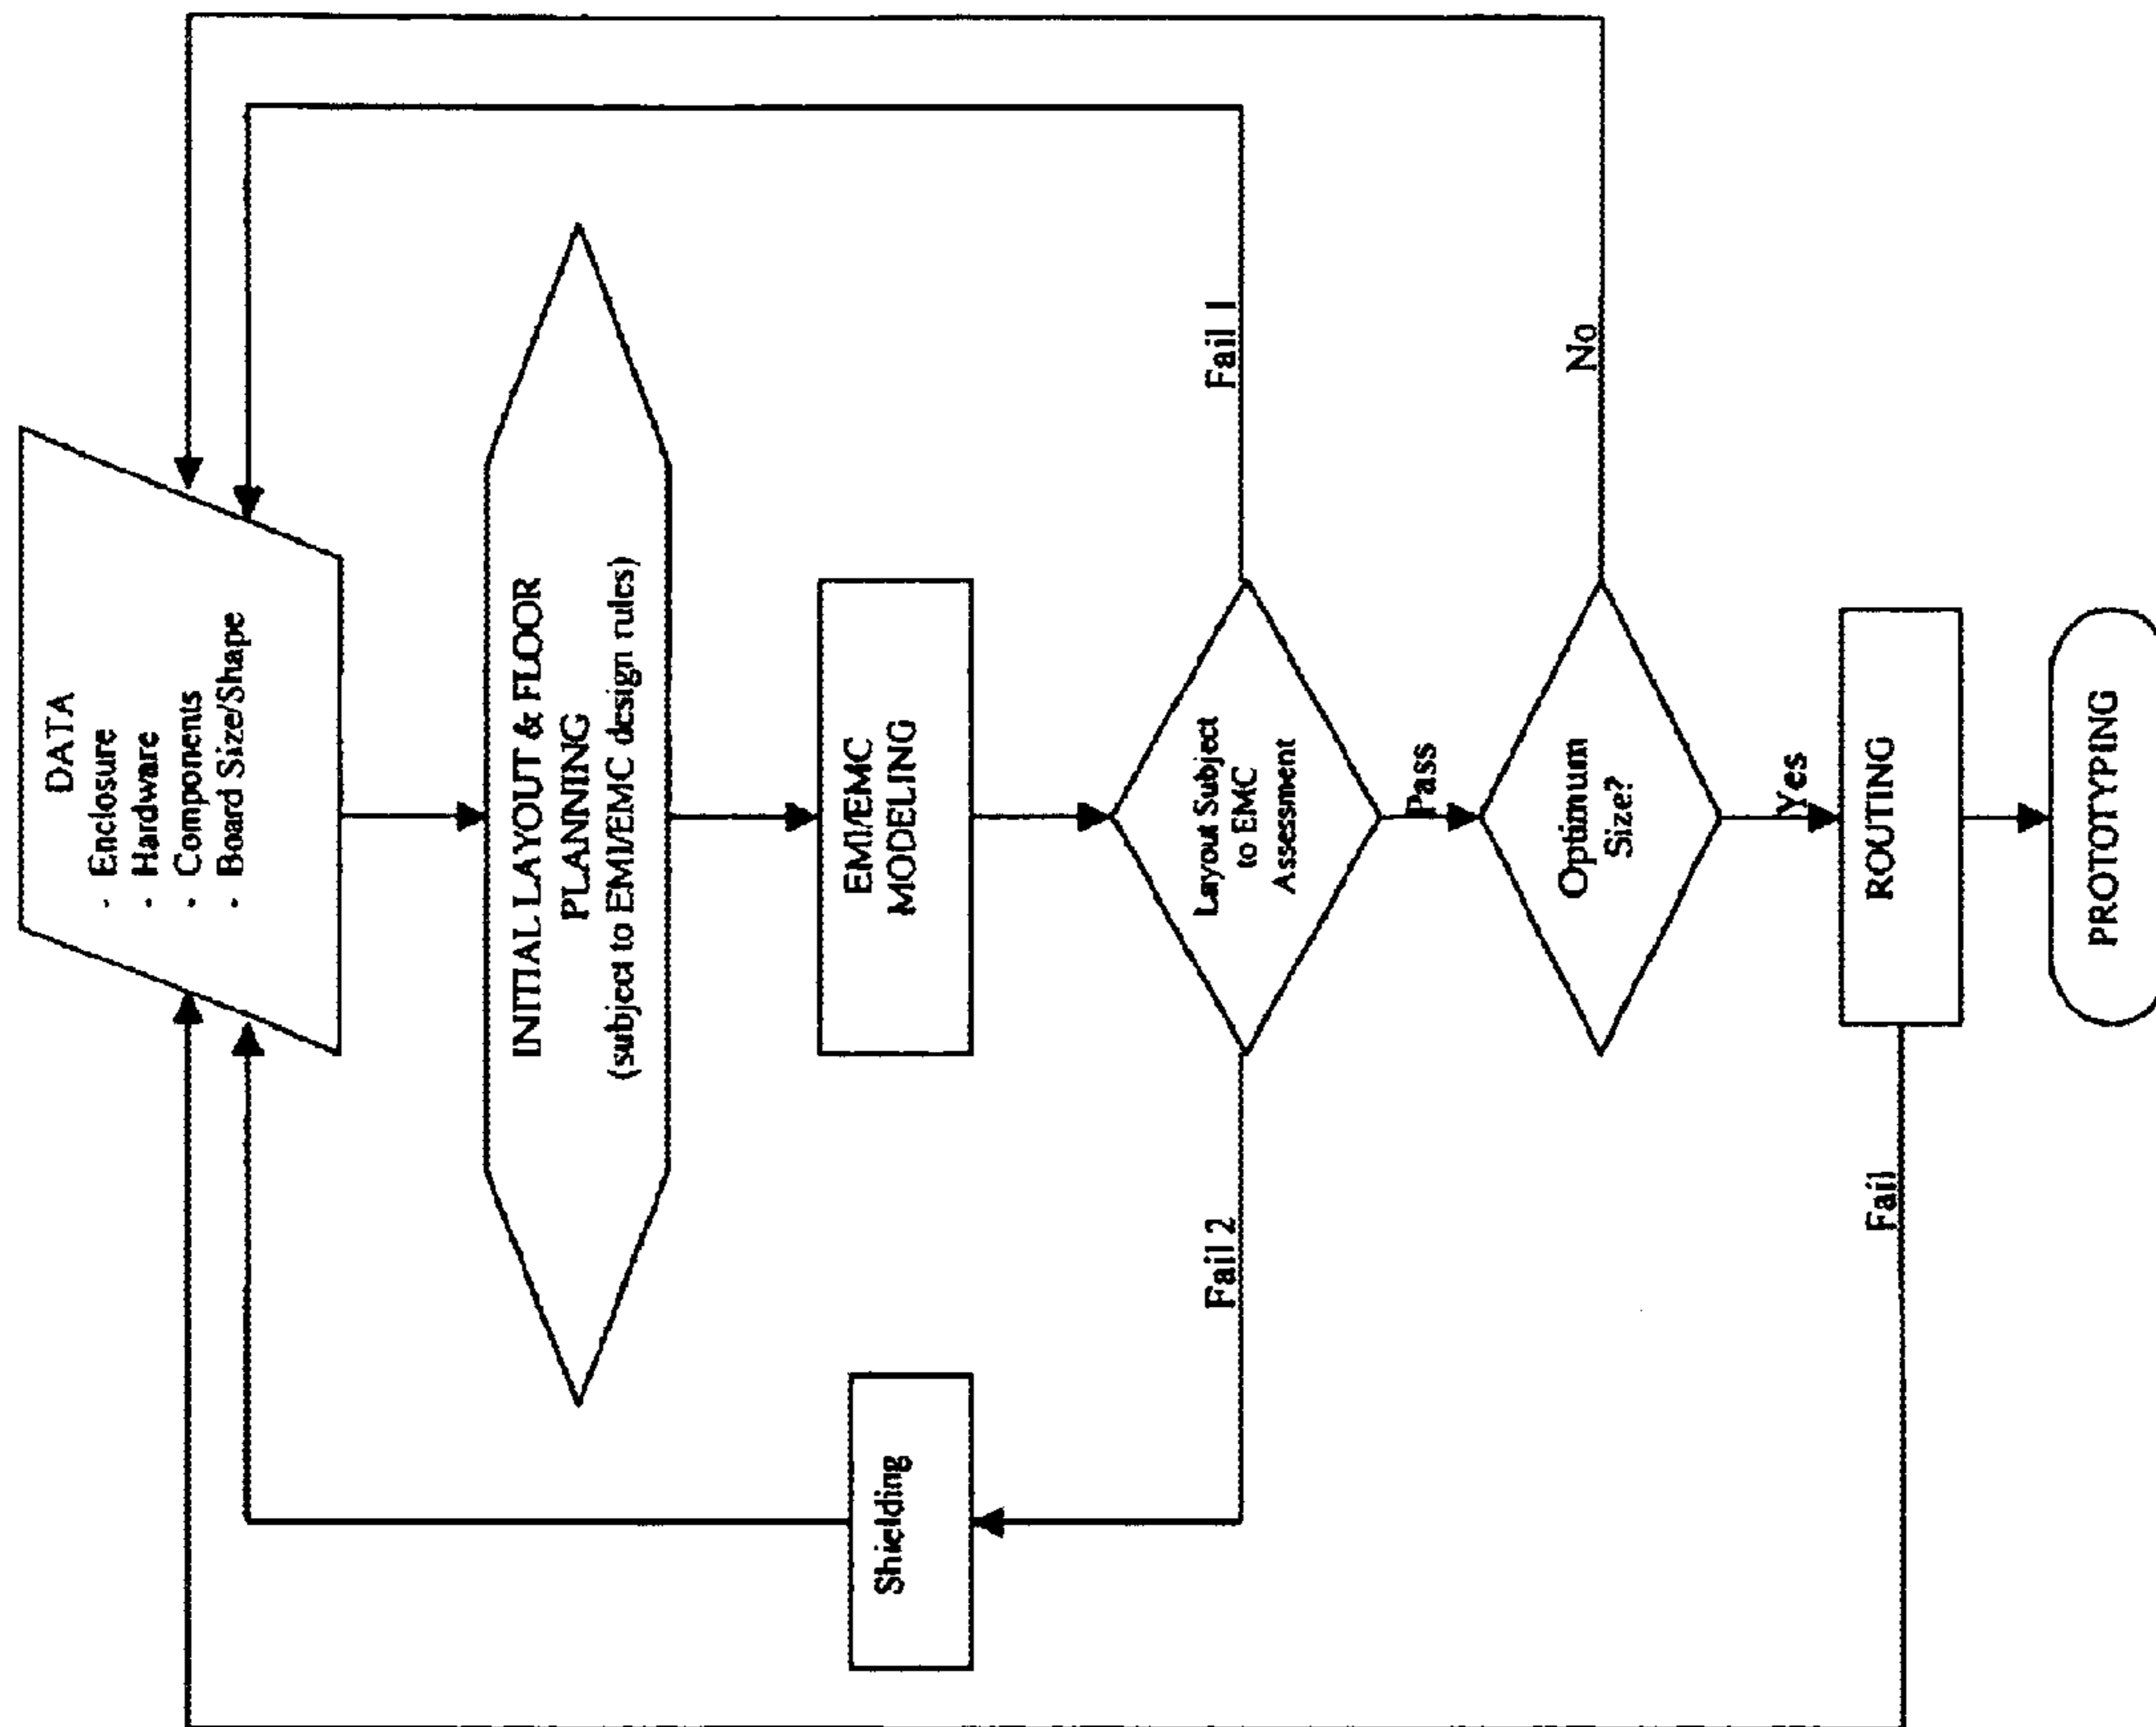 DATA
- Enclosure
- Hardware
- Components
- Board Size/Shape
INITIAL LAYOUT & FLOOR
PLANNING
(subject to EMI/EMC design rules)
EMI/EMC
MODELING
Shielding
Fail 2
Layout Subject
to EMC
Assessment
Fail 1
Pass
Optimum
Size?
No
Yes
ROUTING
Fail
PROTOTYPING